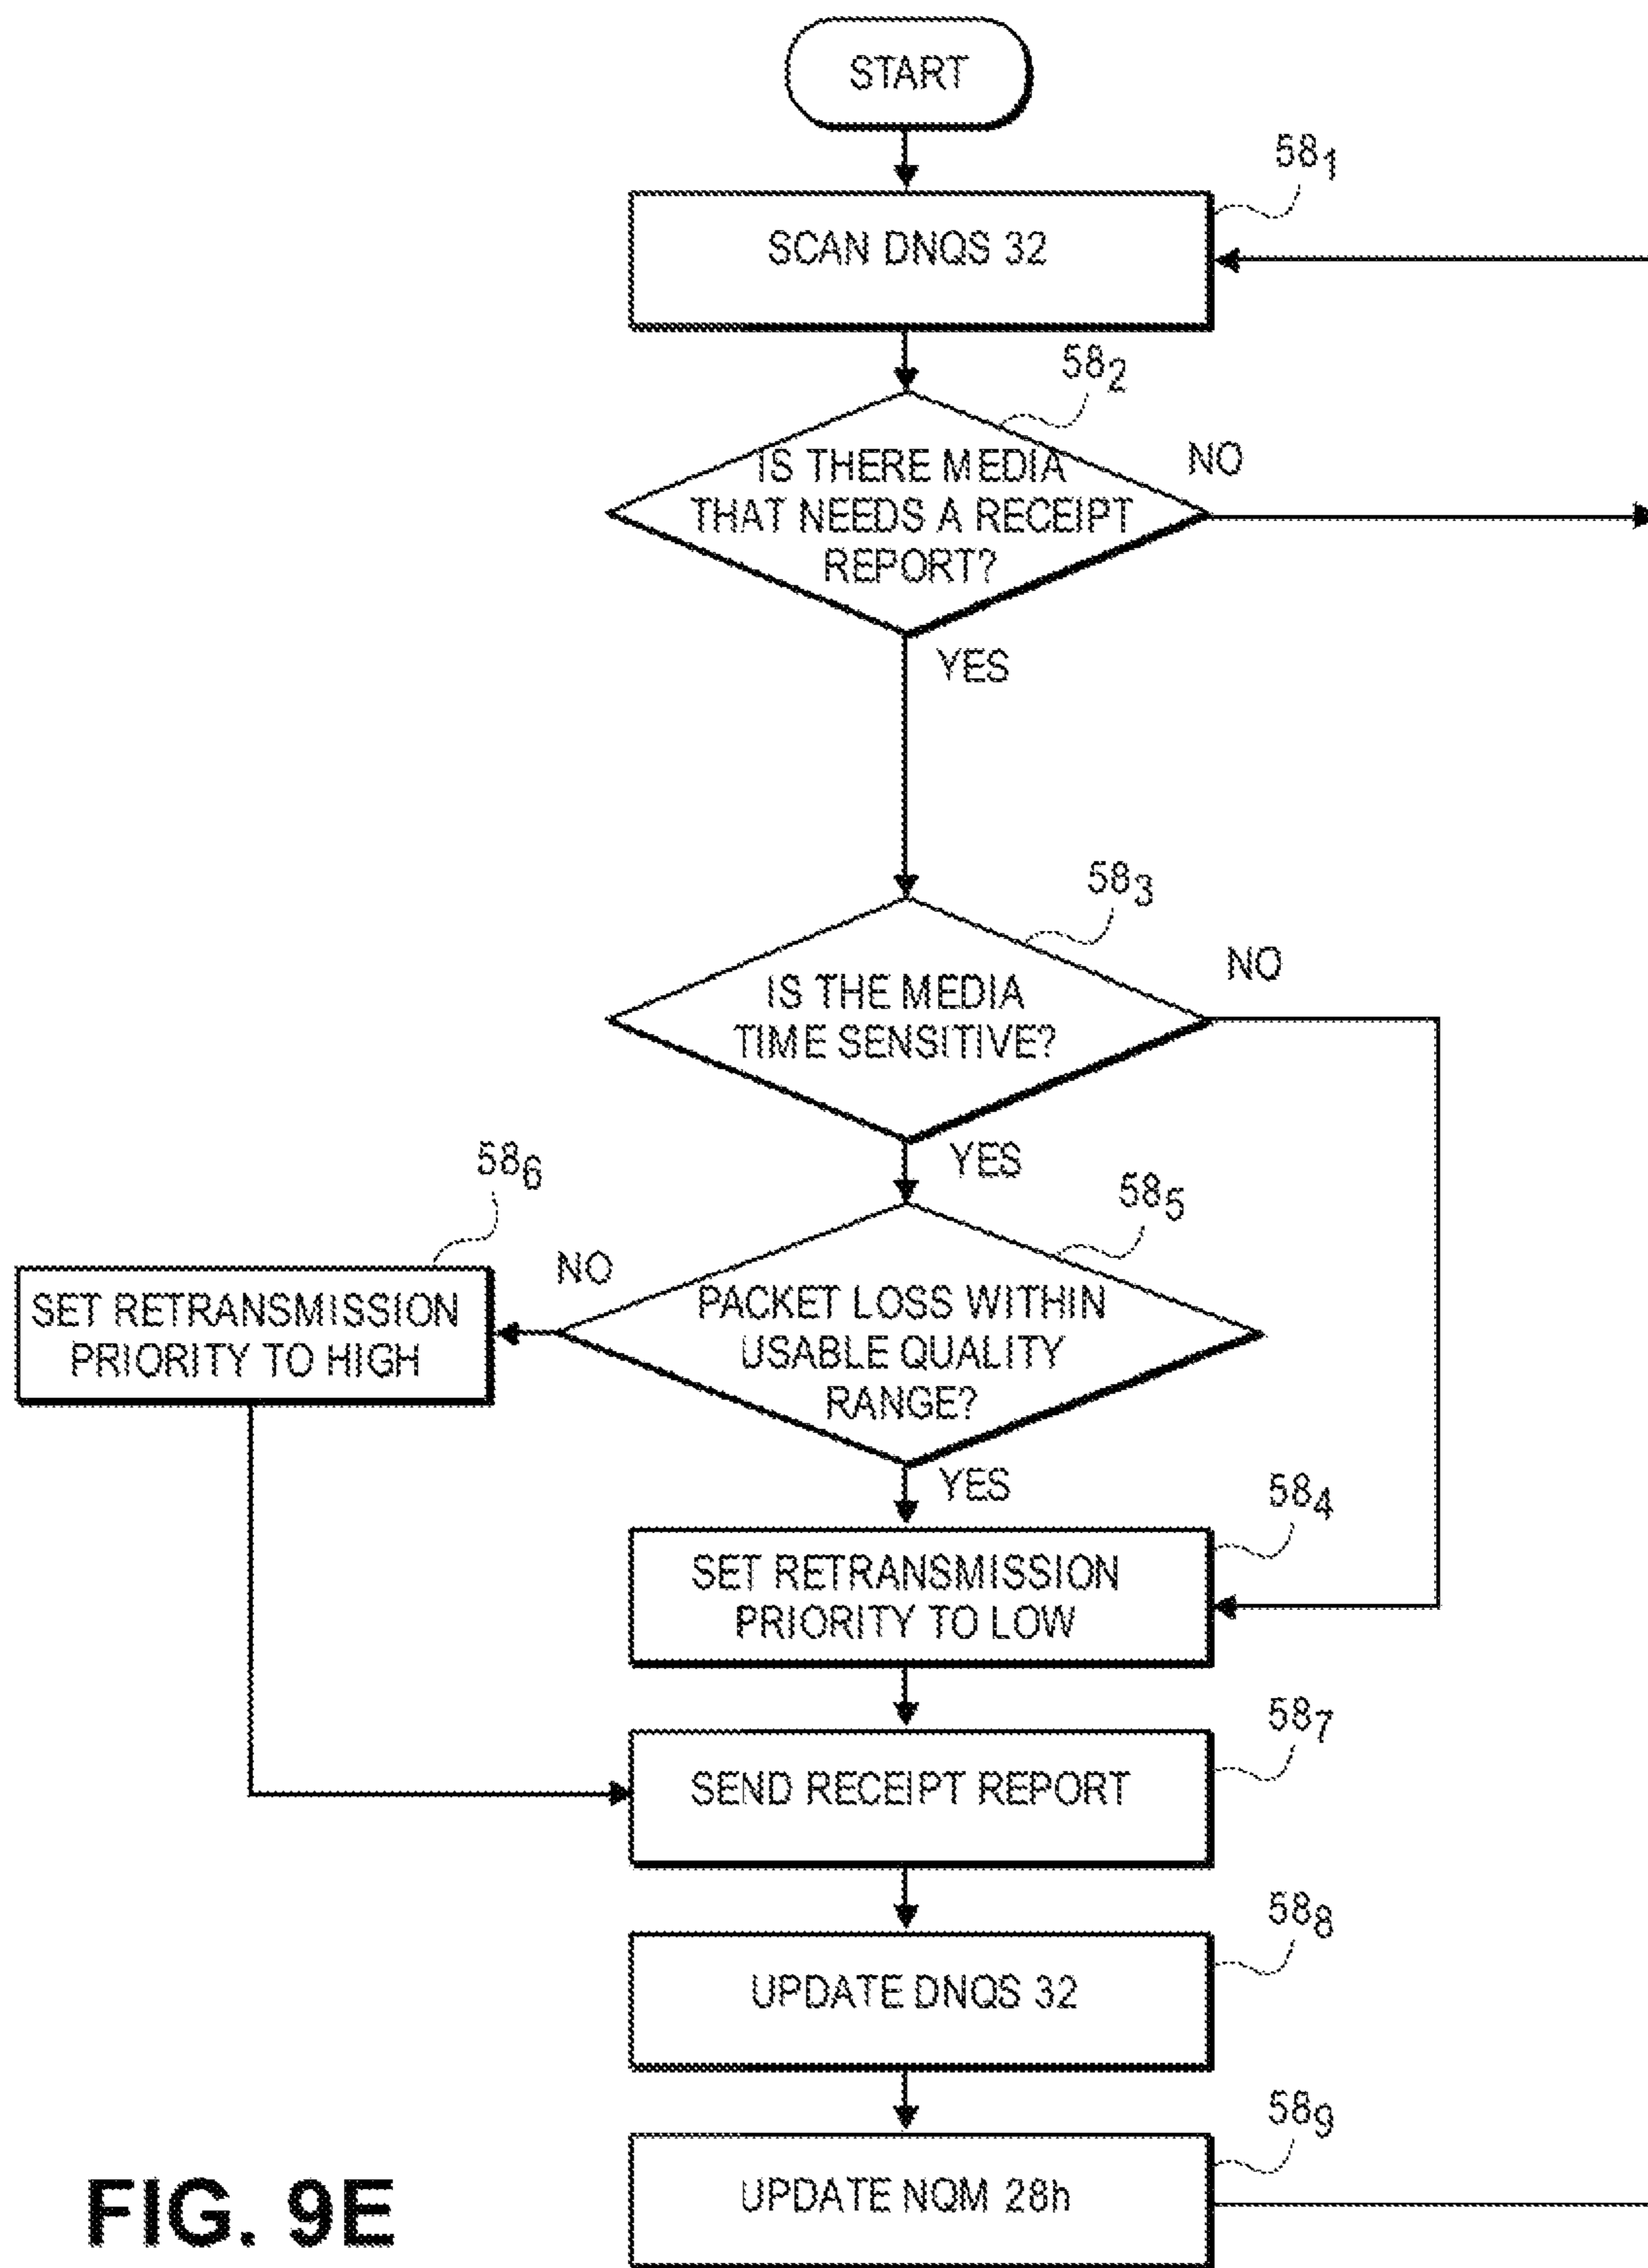 START
58₁
SCAN DNQS 32
58₂
IS THERE MEDIA
THAT NEEDS A RECEIPT
REPORT?
NO
YES
58₃
IS THE MEDIA
TIME SENSITIVE?
NO
YES
58₆
58₅
SET RETRANSMISSION
PRIORITY TO HIGH
NO
PACKET LOSS WITHIN
USABLE QUALITY
RANGE?
YES
58₄
SET RETRANSMISSION
PRIORITY TO LOW
58₇
SEND RECEIPT REPORT
58₈
UPDATE DNQS 32
58₉
UPDATE NQM 28h
FIG. 9E